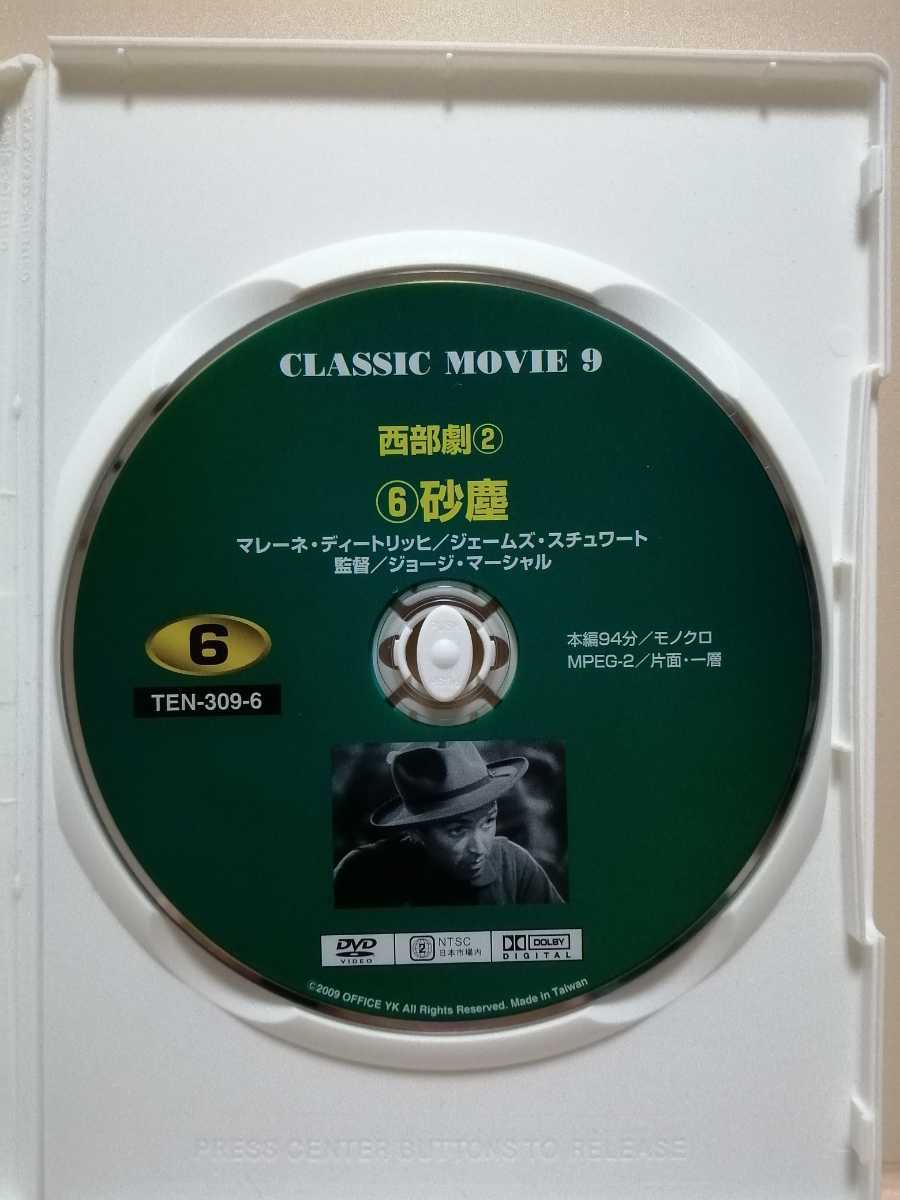 CLASSIC MOVIE 9
西部劇②
⑥砂塵
マレーネ・ディートリッヒ/ジェームズ・スチュワート
監督/ジョージ・マーシャル
6
TEN-309-6
本編94分/モノクロ
MPEG-2/片面・一層
DVD VIDEO
2 NTSC 日本市場内
DOLBY DIGITAL
©2009 OFFICE YK All Rights Reserved. Made in Taiwan
PRESS CENTER BUTTONS TO RELEASE